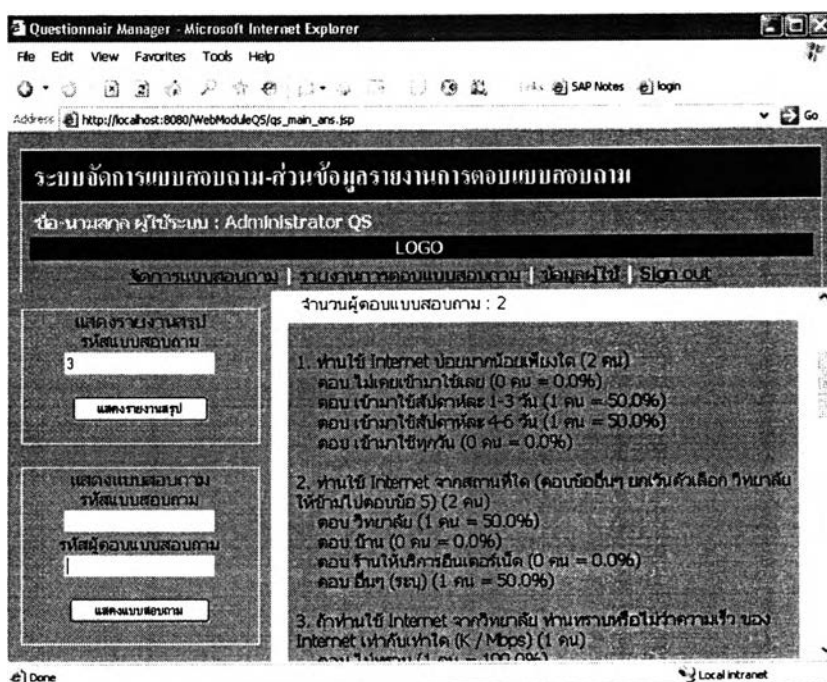 Questionnair Manager - Microsoft Internet Explorer
File Edit View Favorites Tools Help
Links SAP Notes login
Address http://localhost:8080/WebModuleQS/qs_main_ans.jsp Go
ระบบจัดการแบบสอบถาม-ส่วนข้อมูลรายงานการตอบแบบสอบถาม
ชื่อ-นามสกุล ผู้ใช้ระบบ : Administrator QS
LOGO
จัดการแบบสอบถาม | รายงานการตอบแบบสอบถาม | ข้อมูลผู้ใช้ | Sign out
แสดงรายงานสรุป
รหัสแบบสอบถาม
3
แสดงรายงานสรุป
แสดงแบบสอบถาม
รหัสแบบสอบถาม
รหัสผู้ตอบแบบสอบถาม
แสดงแบบสอบถาม
จำนวนผู้ตอบแบบสอบถาม : 2
1. ท่านใช้ Internet บ่อยมากน้อยเพียงใด (2 คน)
ตอบ ไม่เคยเข้ามาใช้เลย (0 คน = 0.0%)
ตอบ เข้ามาใช้สัปดาห์ละ 1-3 วัน (1 คน = 50.0%)
ตอบ เข้ามาใช้สัปดาห์ละ 4-6 วัน (1 คน = 50.0%)
ตอบ เข้ามาใช้ทุกวัน (0 คน = 0.0%)
2. ท่านใช้ Internet จากสถานที่ใด (ตอบข้ออื่นๆ ยกเว้นตัวเลือก วิทยาลัย
ให้ข้ามไปตอบข้อ 5) (2 คน)
ตอบ วิทยาลัย (1 คน = 50.0%)
ตอบ บ้าน (0 คน = 0.0%)
ตอบ ร้านให้บริการอินเตอร์เน็ต (0 คน = 0.0%)
ตอบ อื่นๆ (ระบุ) (1 คน = 50.0%)
3. ถ้าท่านใช้ Internet จากวิทยาลัย ท่านทราบหรือไม่ว่าความเร็ว ของ
Internet เท่ากับเท่าใด (K / Mbps) (1 คน)
ตอบ ไม่ทราบ (1 คน = 100.0%)
Done
Local intranet